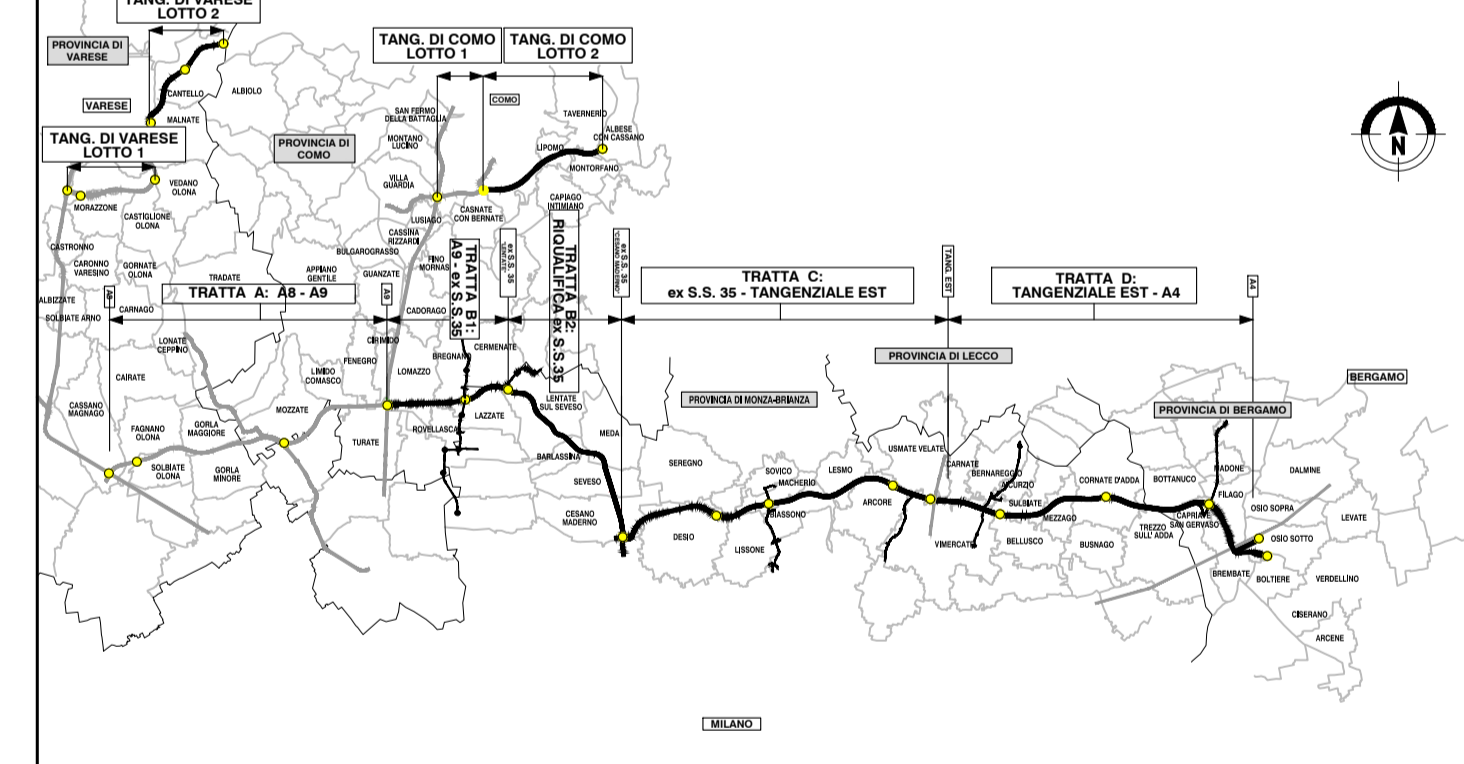 TANG. DI VARESE
LOTTO 2
PROVINCIA DI
VARESE
VARESE
CANTELLO
ALBIOLO
MALNATE
TANG. DI VARESE
LOTTO 1
PROVINCIA DI
COMO
TANG. DI COMO
LOTTO 1
TANG. DI COMO
LOTTO 2
COMO
SAN FERMO
DELLA BATTAGLIA
MONTANO
LUCINO
VILLA
GUARDIA
TAVERNERIO
ALBESE
CON CASSANO
LIPOMO
MONTORFANO
CAPIAGO
INTIMIANO
CASNATE
CON BERNATE
LUSIAGO
CASSINA
RIZZARDI
BULGAROGRASSO
FINO
MORNAS
GUANZATE
APPIANO
GENTILE
VEDANO
OLONA
MORAZZONE
CASTIGLIONE
OLONA
CASTRONNO
CARONNO
VARESINO
GORNATE
OLONA
TRADATE
ALBIZZATE
CARNAGO
SOLBIATE ARNO
N
A8
TRATTA A: A8 - A9
A9
TRATTA B1:
A9 - ex S.S.35
ex S.S. 35
"LENTATE"
TRATTA B2:
RIQUALIFICA ex S.S.35
ex S.S. 35
"CESANO MADERNO"
TRATTA C:
ex S.S. 35 - TANGENZIALE EST
TANG. EST
TRATTA D:
TANGENZIALE EST - A4
A4
CADORAGO
CIRIMIDO
LONATE
CEPPINO
FENEGRO
LIMIDO
COMASCO
LOMAZZO
BREGNANO
CERMENATE
CAIRATE
CASSANO
MAGNAGO
MOZZATE
LAZZATE
LENTATE
SUL SEVESO
ROVELLASCA
TURATE
FAGNANO
OLONA
GORLA
MAGGIORE
SOLBIATE
OLONA
GORLA
MINORE
MEDA
BARLASSINA
SEVESO
CESANO
MADERNO
PROVINCIA DI LECCO
PROVINCIA DI MONZA-BRIANZA
BERGAMO
PROVINCIA DI BERGAMO
SEREGNO
SOVICO
MACHERIO
LESMO
USMATE VELATE
CARNATE
BERNAREGGIO
AICURZIO
SULBIATE
CORNATE D'ADDA
BOTTANUCO
MADONE
DALMINE
FILAGO
OSIO SOPRA
LEVATE
ARCORE
BIASSONO
DESIO
LISSONE
VIMERCATE
MEZZAGO
BELLUSCO
BUSNAGO
TREZZO
SULL' ADDA
CAPRIATE
SAN GERVASO
OSIO SOTTO
BREMBATE
BOLTIERE
VERDELLINO
CISERANO
ARCENE
MILANO